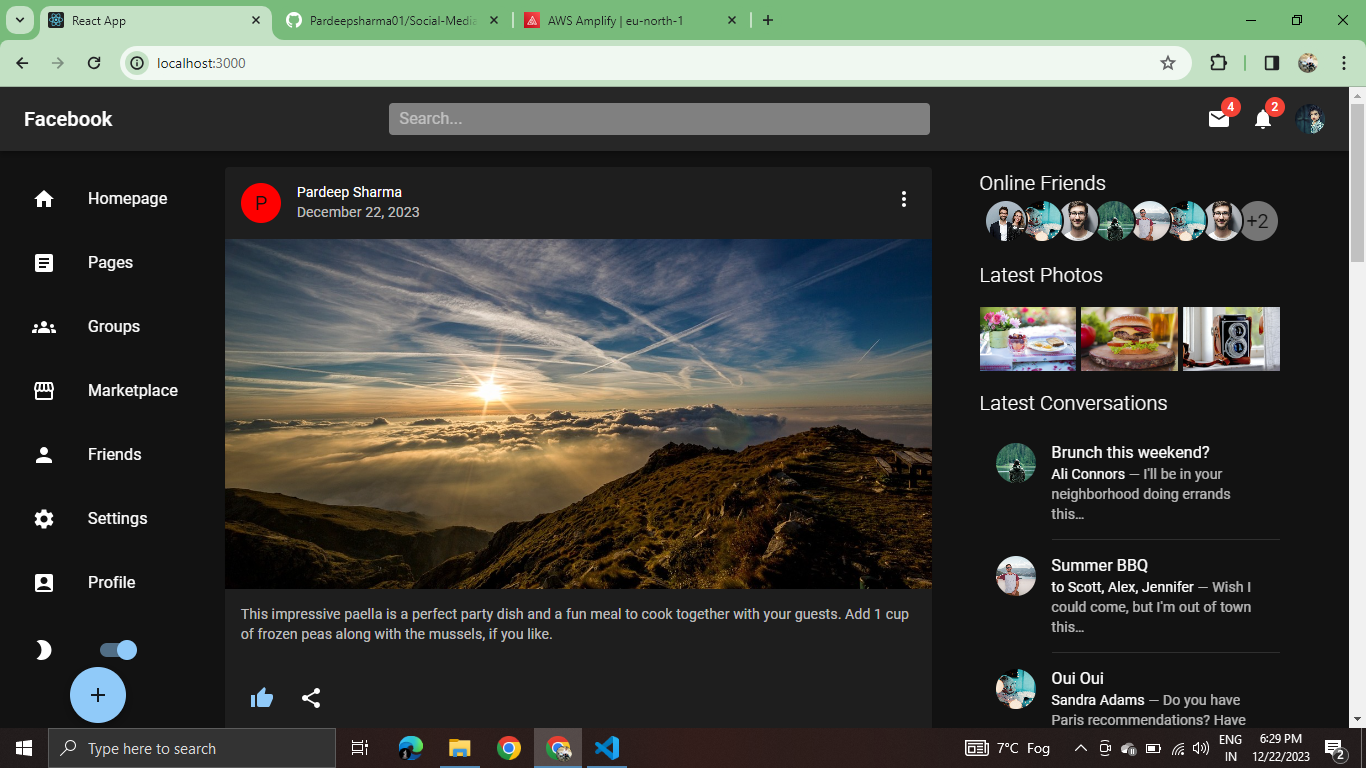 React App
Pardeepsharma01/Social-Media
AWS Amplify | eu-north-1
localhost:3000
Facebook
Search...
4
2
Homepage
Pages
Groups
Marketplace
Friends
Settings
Profile
+
P
Pardeep Sharma
December 22, 2023
This impressive paella is a perfect party dish and a fun meal to cook together with your guests. Add 1 cup
of frozen peas along with the mussels, if you like.
Online Friends
+2
Latest Photos
Latest Conversations
Brunch this weekend?
Ali Connors — I'll be in your
neighborhood doing errands
this…
Summer BBQ
to Scott, Alex, Jennifer — Wish I
could come, but I'm out of town
this…
Oui Oui
Sandra Adams — Do you have
Paris recommendations? Have
Type here to search
7°C Fog
ENG
IN
6:29 PM
12/22/2023
2